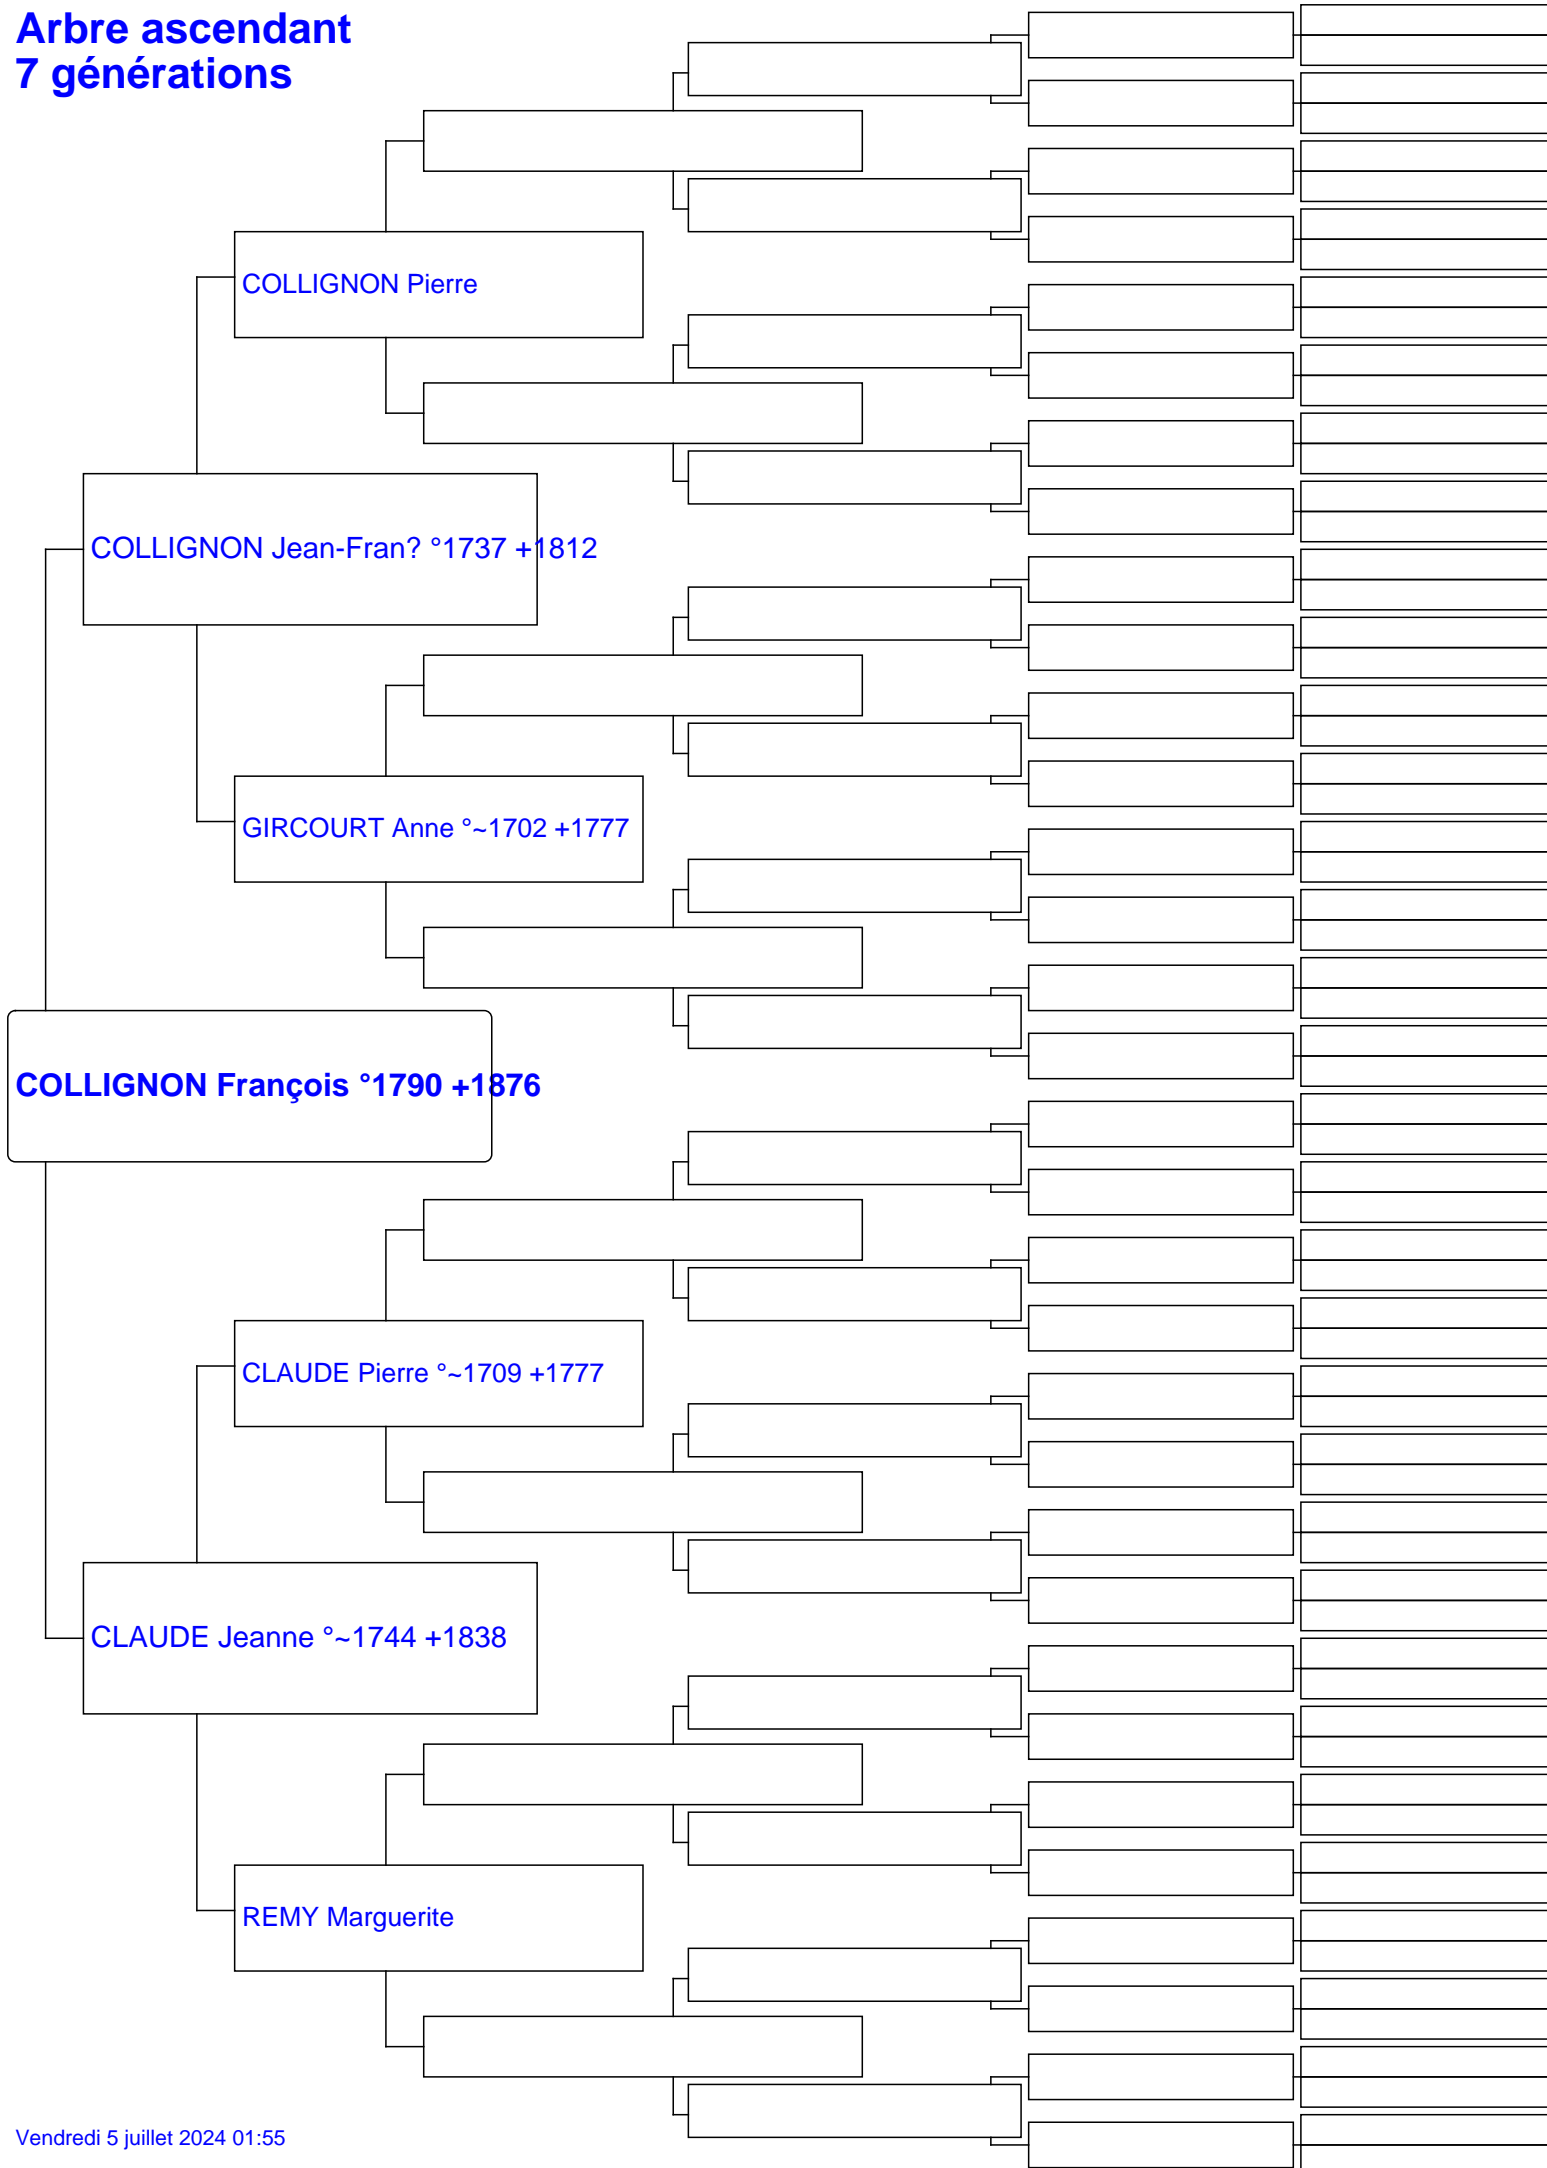 Arbre ascendant
7 générations
COLLIGNON Pierre
COLLIGNON Jean-Fran? °1737 +1812
GIRCOURT Anne °~1702 +1777
COLLIGNON François °1790 +1876
CLAUDE Pierre °~1709 +1777
CLAUDE Jeanne °~1744 +1838
REMY Marguerite
Vendredi 5 juillet 2024 01:55